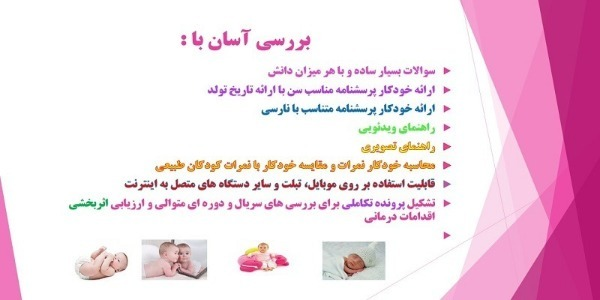 بررسی آسان با :
سوالات بسیار ساده و با هر میزان دانش
ارائه خودکار پرسشنامه مناسب سن با ارائه تاریخ تولد
ارائه خودکار پرسشنامه متناسب با نارسی
راهنمای ویدئویی
راهنمای تصویری
محاسبه خودکار نمرات و مقایسه خودکار با نمرات کودکان طبیعی
قابلیت استفاده بر روی موبایل، تبلت و سایر دستگاه های متصل به اینترنت
تشکیل پرونده تکاملی برای بررسی های سریال و دوره ای متوالی و ارزیابی اثربخشی
اقدامات درمانی